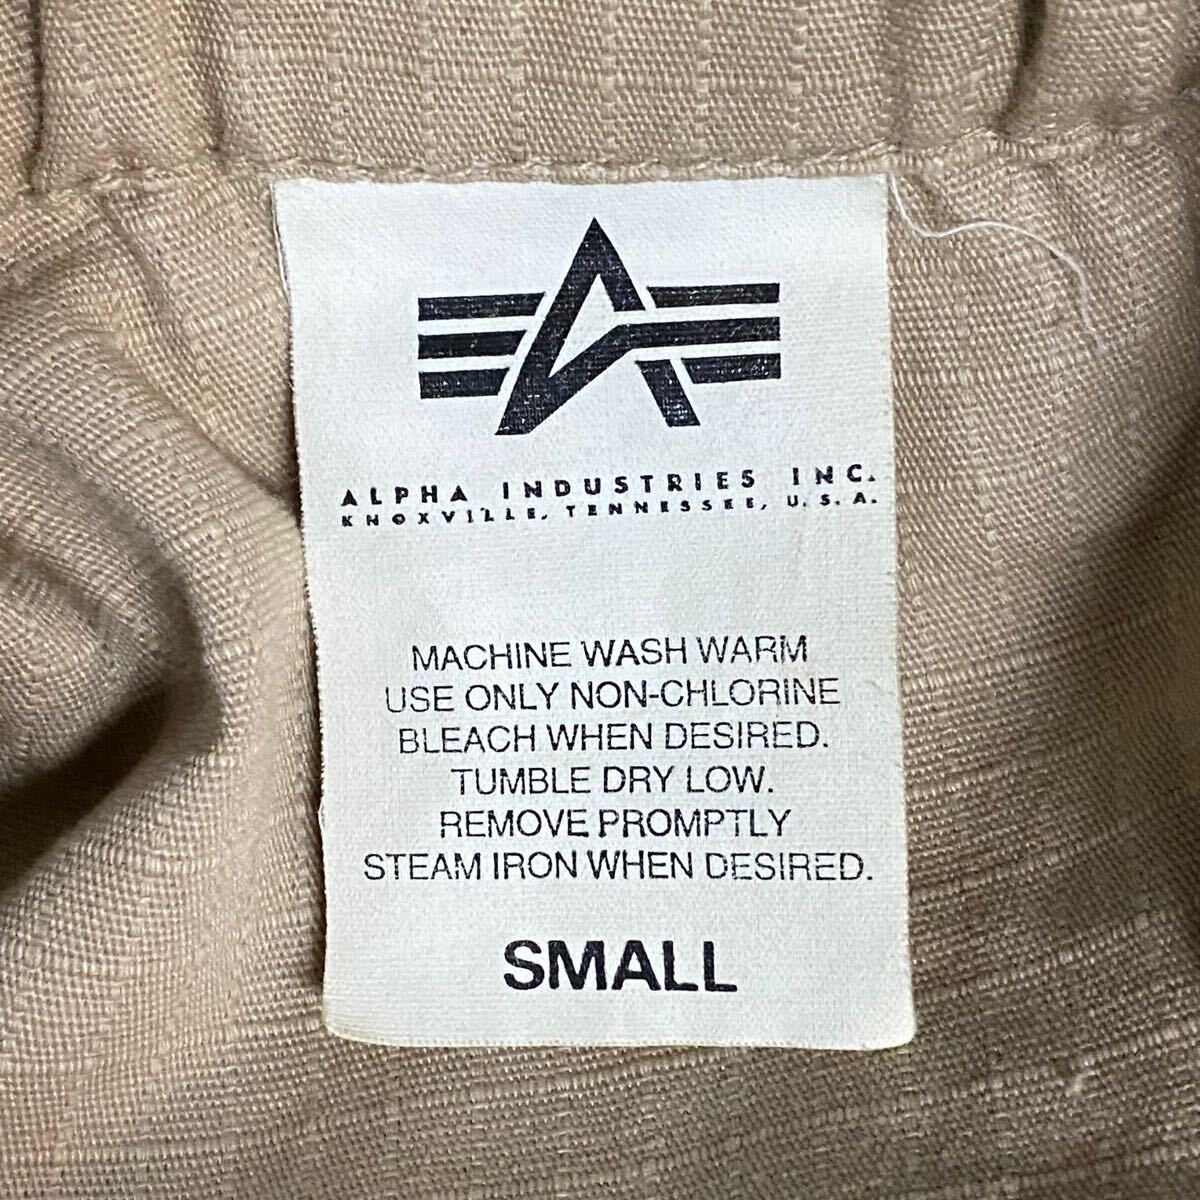 ALPHA INDUSTRIES INC.
KNOXVILLE, TENNESSEE, U.S.A.
MACHINE WASH WARM
USE ONLY NON-CHLORINE
BLEACH WHEN DESIRED.
TUMBLE DRY LOW.
REMOVE PROMPTLY
STEAM IRON WHEN DESIRED.
SMALL